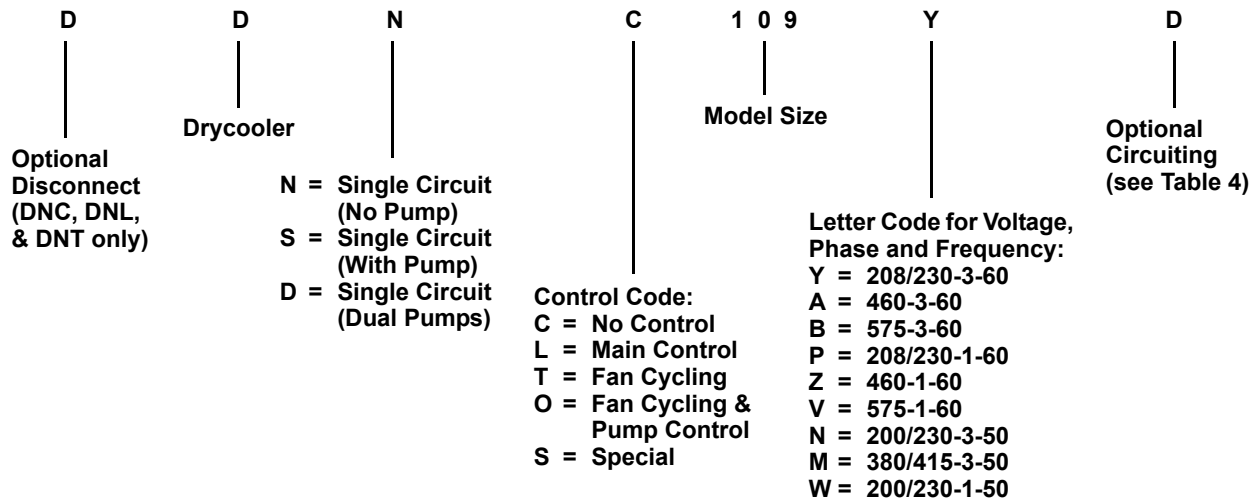 D D N C 1 0 9 Y D
Drycooler
Model Size
Optional
Disconnect
(DNC, DNL,
& DNT only)
N = Single Circuit
(No Pump)
S = Single Circuit
(With Pump)
D = Single Circuit
(Dual Pumps)
Control Code:
C = No Control
L = Main Control
T = Fan Cycling
O = Fan Cycling &
Pump Control
S = Special
Letter Code for Voltage,
Phase and Frequency:
Y = 208/230-3-60
A = 460-3-60
B = 575-3-60
P = 208/230-1-60
Z = 460-1-60
V = 575-1-60
N = 200/230-3-50
M = 380/415-3-50
W = 200/230-1-50
Optional
Circuiting
(see Table 4)